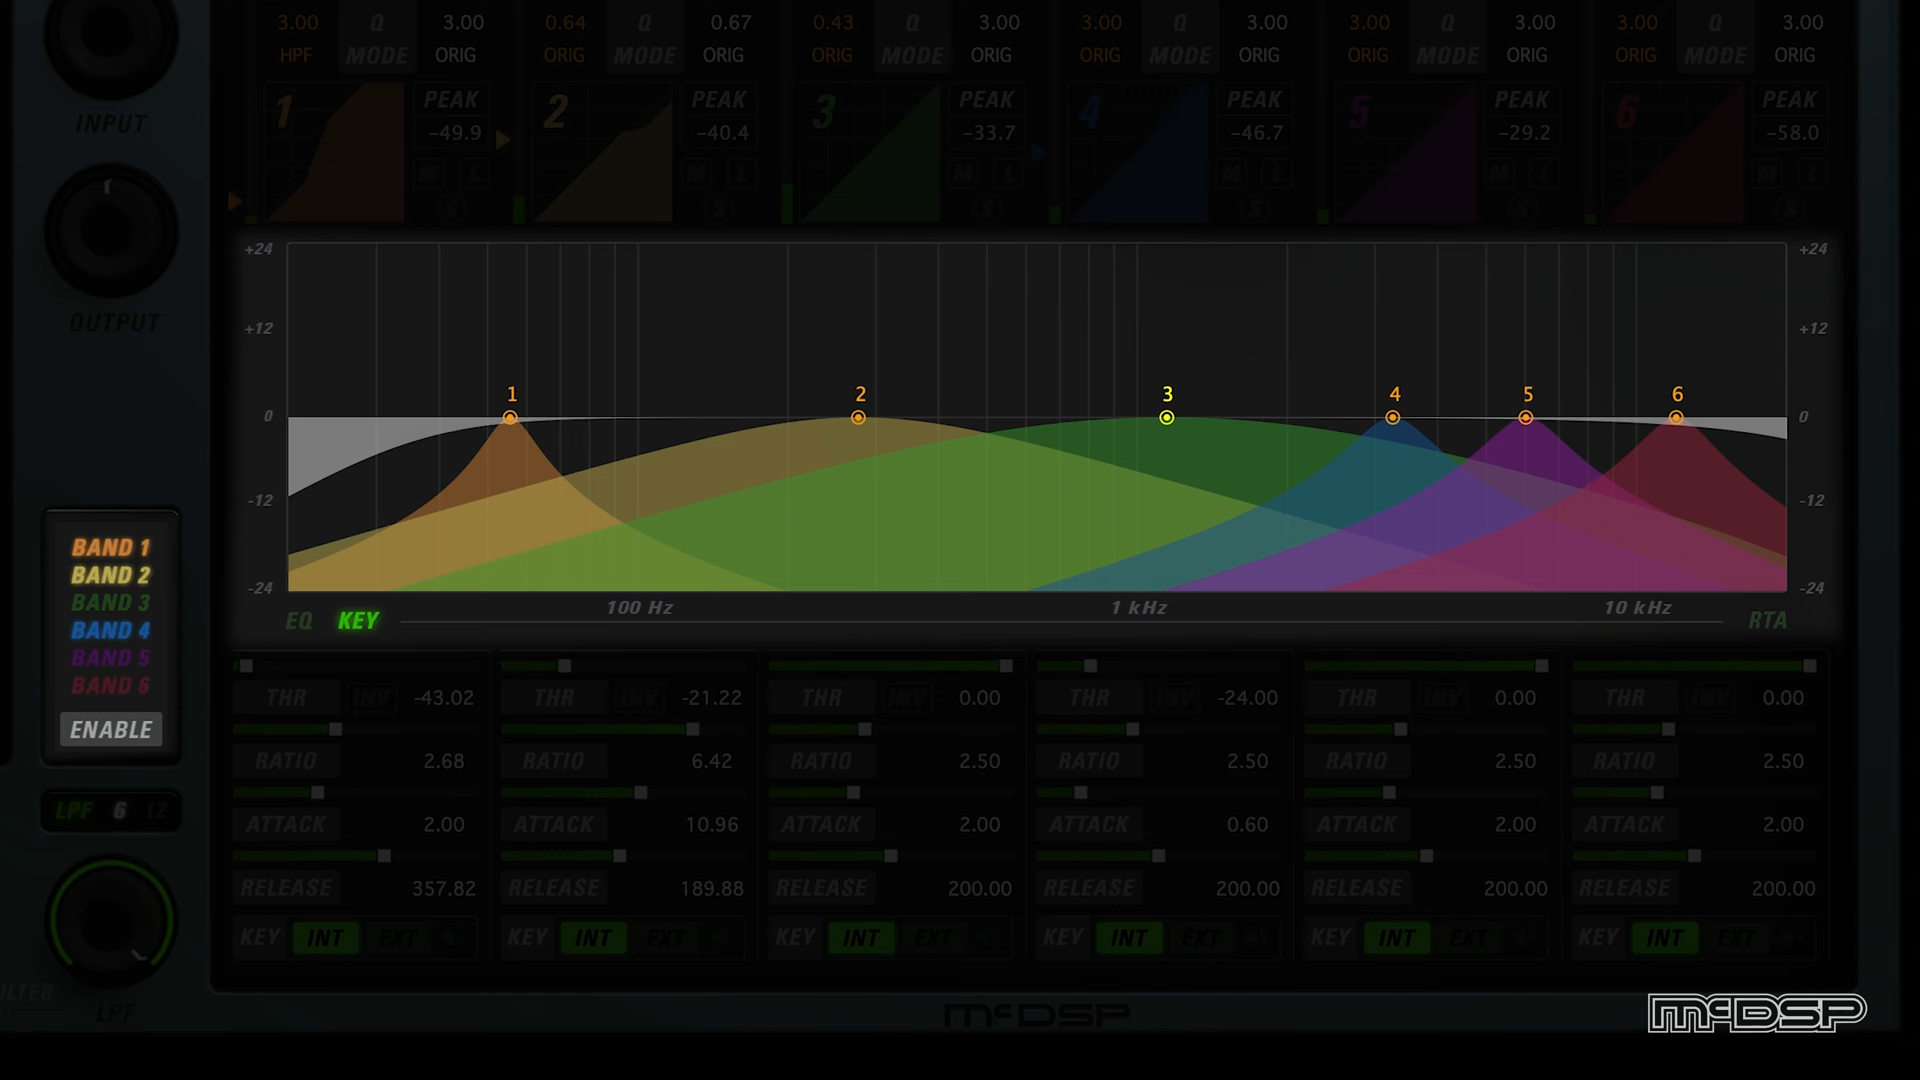 3.00 Q 3.00 0.64 Q 0.67 0.43 Q 3.00 3.00 Q 3.00 3.00 Q 3.00 3.00 Q 3.00
HPF MODE ORIG ORIG MODE ORIG ORIG MODE ORIG ORIG MODE ORIG ORIG MODE ORIG ORIG MODE ORIG
1 PEAK 2 PEAK 3 PEAK 4 PEAK 5 PEAK 6 PEAK
INPUT
-49.9 -40.4 -33.7 -46.7 -29.2 -58.0
M L M L M L M L M L M L
S S S S S S
+24 +24
OUTPUT
+12 +12
1 2 3 4 5 6
0 0
-12 -12
-24 -24
100 Hz 1 kHz 10 kHz
EQ KEY RTA
BAND 1
BAND 2
BAND 3
BAND 4
BAND 5
BAND 6
ENABLE
THR INV -43.02 THR INV -21.22 THR INV 0.00 THR INV -24.00 THR INV 0.00 THR INV 0.00
RATIO 2.68 RATIO 6.42 RATIO 2.50 RATIO 2.50 RATIO 2.50 RATIO 2.50
LPF 6 12
ATTACK 2.00 ATTACK 10.96 ATTACK 2.00 ATTACK 0.60 ATTACK 2.00 ATTACK 2.00
RELEASE 357.82 RELEASE 189.88 RELEASE 200.00 RELEASE 200.00 RELEASE 200.00 RELEASE 200.00
KEY INT EXT KEY INT EXT KEY INT EXT KEY INT EXT KEY INT EXT KEY INT EXT
LPF
McDSP
McDSP